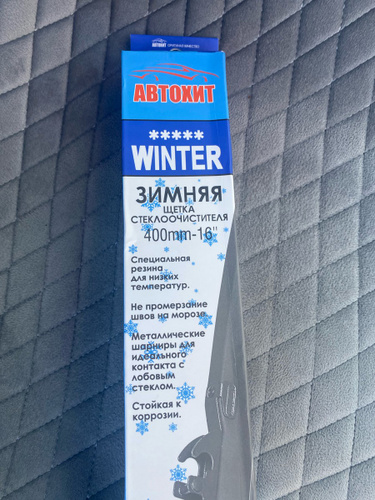 АВТОХИТ
*****
WINTER
ЗИМНЯЯ
ЩЕТКА
СТЕКЛООЧИСТИТЕЛЯ
400mm-16"
Специальная
резина
для низких
температур.
Не промерзание
швов на морозе.
Металлические
шарниры для
идеального
контакта с
лобовым
стеклом.
Стойкая к
коррозии.